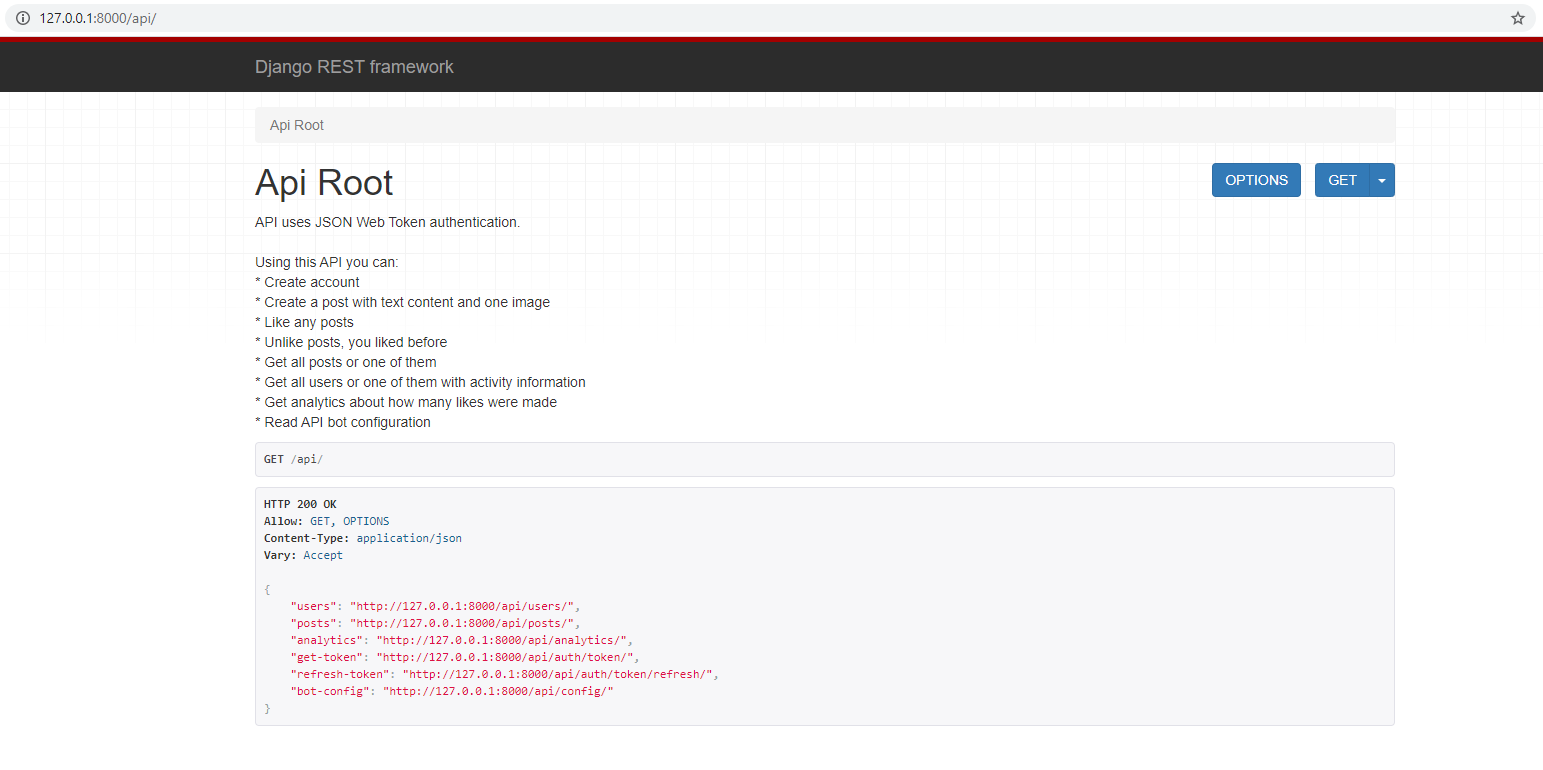 127.0.0.1:8000/api/
Django REST framework
Api Root
Api Root
OPTIONS
GET
API uses JSON Web Token authentication.
Using this API you can:
* Create account
* Create a post with text content and one image
* Like any posts
* Unlike posts, you liked before
* Get all posts or one of them
* Get all users or one of them with activity information
* Get analytics about how many likes were made
* Read API bot configuration
GET /api/
HTTP 200 OK
Allow: GET, OPTIONS
Content-Type: application/json
Vary: Accept
{
    "users": "http://127.0.0.1:8000/api/users/",
    "posts": "http://127.0.0.1:8000/api/posts/",
    "analytics": "http://127.0.0.1:8000/api/analytics/",
    "get-token": "http://127.0.0.1:8000/api/auth/token/",
    "refresh-token": "http://127.0.0.1:8000/api/auth/token/refresh/",
    "bot-config": "http://127.0.0.1:8000/api/config/"
}